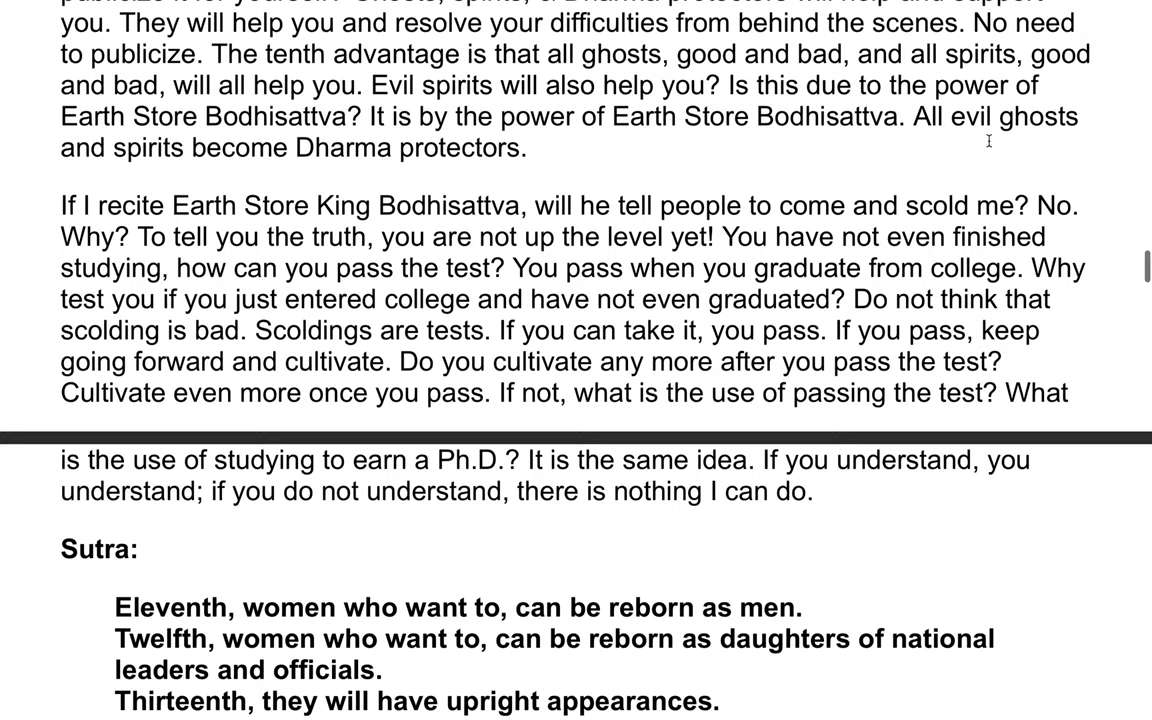 you. They will help you and resolve your difficulties from behind the scenes. No need
to publicize. The tenth advantage is that all ghosts, good and bad, and all spirits, good
and bad, will all help you. Evil spirits will also help you? Is this due to the power of
Earth Store Bodhisattva? It is by the power of Earth Store Bodhisattva. All evil ghosts
and spirits become Dharma protectors.
If I recite Earth Store King Bodhisattva, will he tell people to come and scold me? No.
Why? To tell you the truth, you are not up the level yet! You have not even finished
studying, how can you pass the test? You pass when you graduate from college. Why
test you if you just entered college and have not even graduated? Do not think that
scolding is bad. Scoldings are tests. If you can take it, you pass. If you pass, keep
going forward and cultivate. Do you cultivate any more after you pass the test?
Cultivate even more once you pass. If not, what is the use of passing the test? What
is the use of studying to earn a Ph.D.? It is the same idea. If you understand, you
understand; if you do not understand, there is nothing I can do.
Sutra:
Eleventh, women who want to, can be reborn as men.
Twelfth, women who want to, can be reborn as daughters of national
leaders and officials.
Thirteenth, they will have upright appearances.